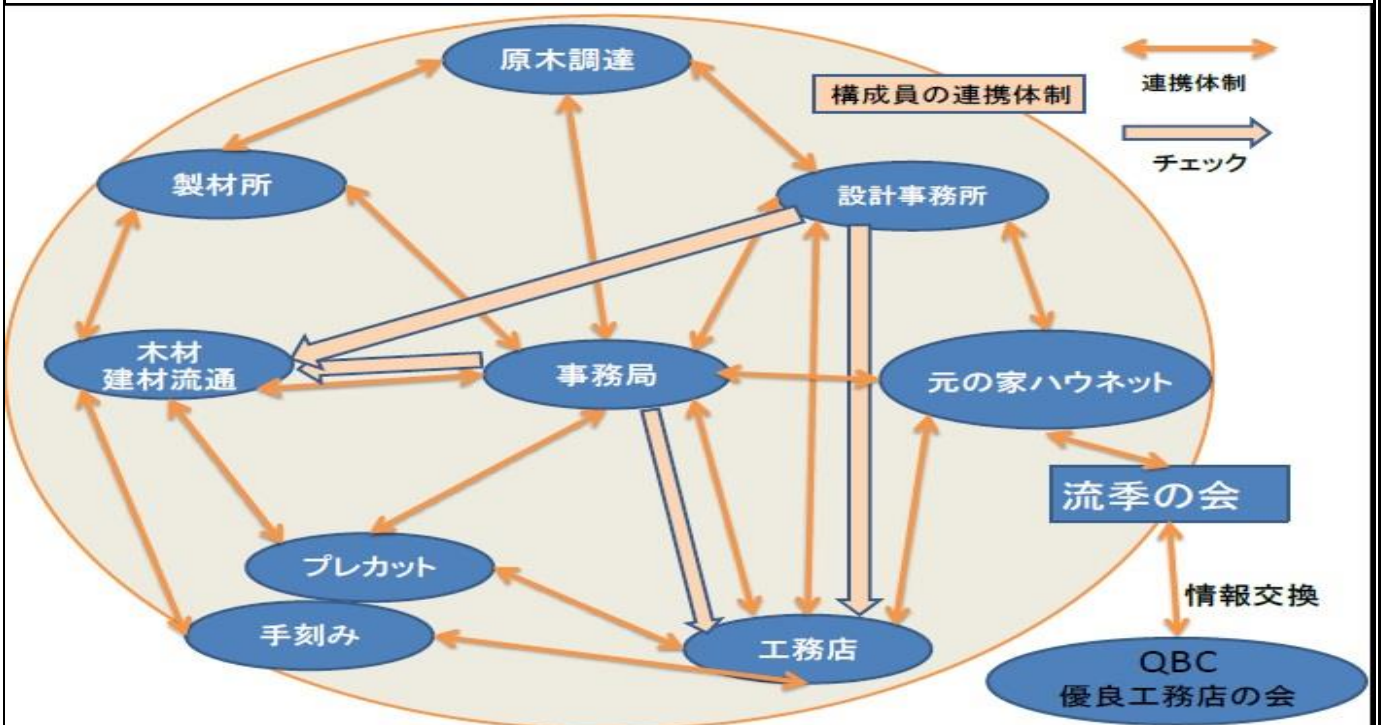 原木調達
構成員の連携体制
連携体制
チェック
製材所
設計事務所
木材
建材流通
事務局
元の家ハウネット
流季の会
プレカット
手刻み
工務店
情報交換
QBC
優良工務店の会